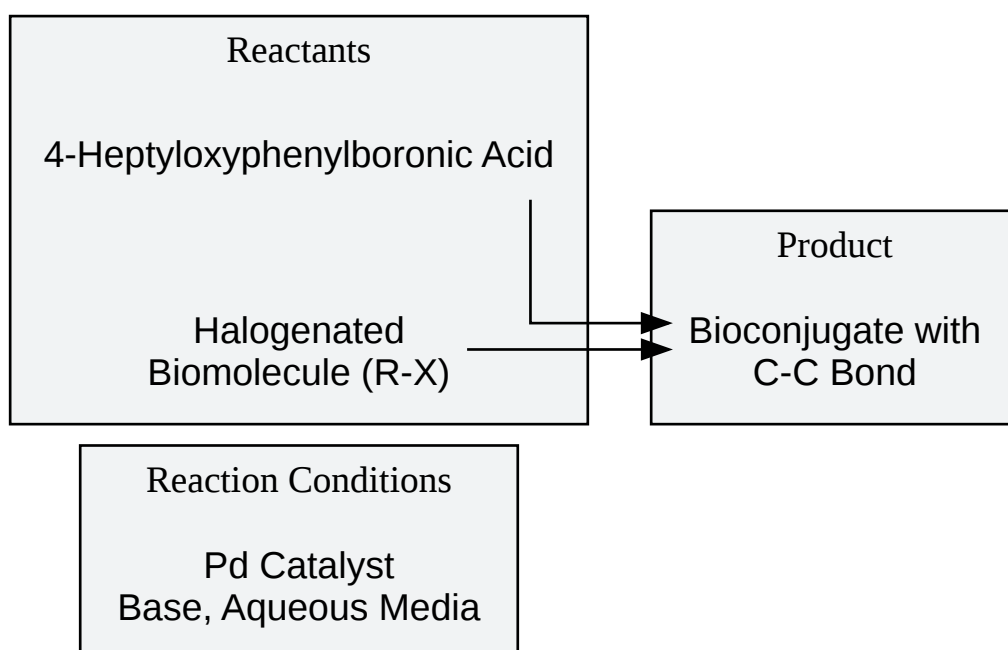 Reactants
4-Heptyloxyphenylboronic Acid
Halogenated
Biomolecule (R-X)
Product
Bioconjugate with
C-C Bond
Reaction Conditions
Pd Catalyst
Base, Aqueous Media